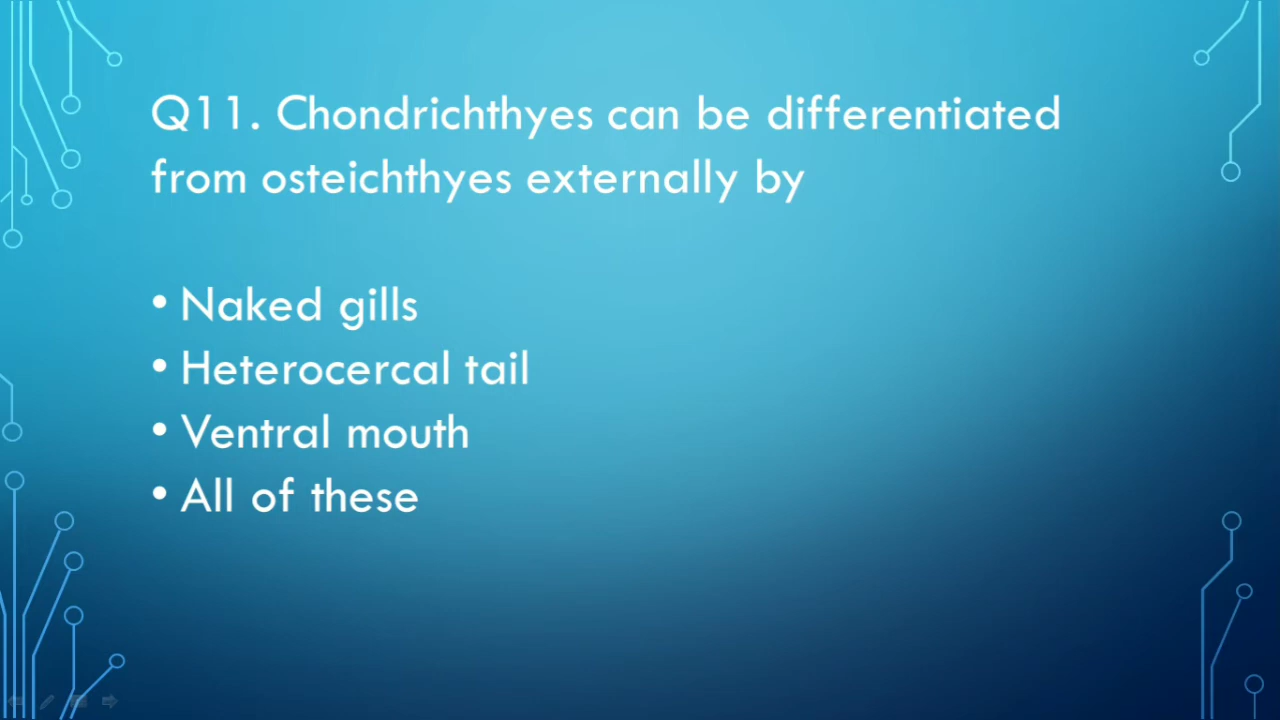 Q11. Chondrichthyes can be differentiated
from osteichthyes externally by
• Naked gills
• Heterocercal tail
• Ventral mouth
• All of these